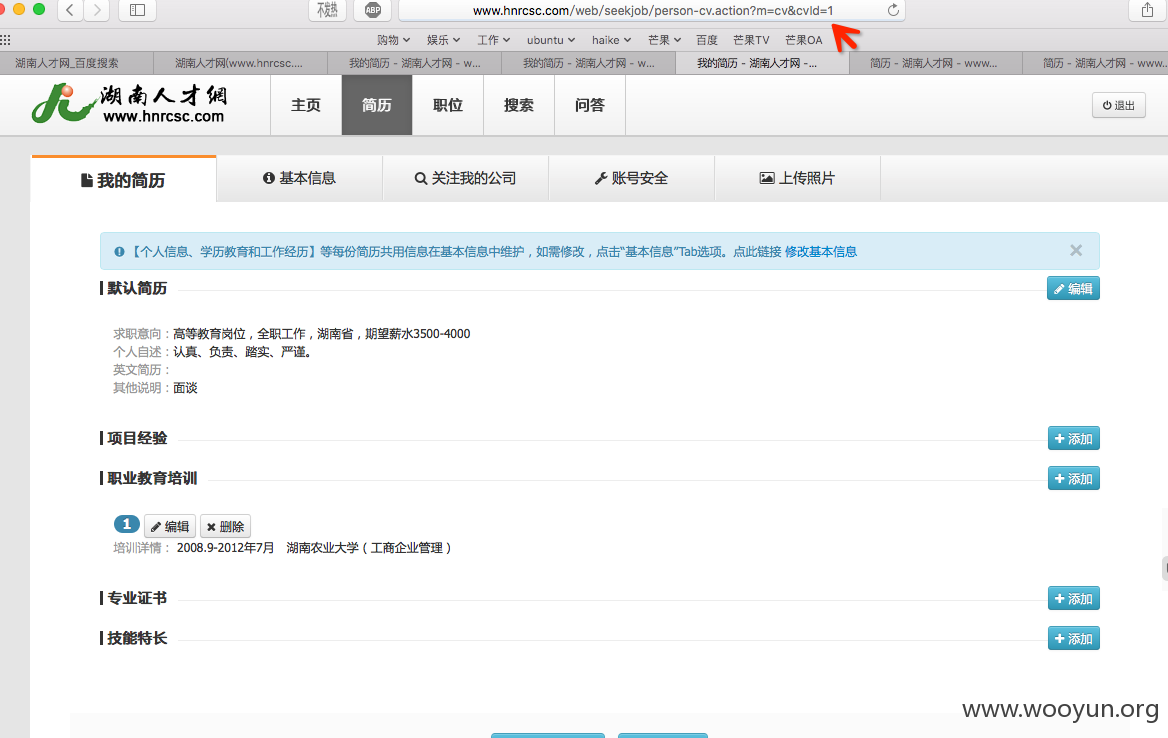 不发热
ABP
www.hnrcsc.com/web/seekjob/person-cv.action?m=cv&cvId=1
购物 娱乐 工作 ubuntu haike 芒果 百度 芒果TV 芒果OA
湖南人才网_百度搜索 湖南人才网(www.hnrcsc.... 我的简历 - 湖南人才网 - w... 我的简历 - 湖南人才网 - w... 我的简历 - 湖南人才网 -... 简历 - 湖南人才网 - www... 简历 - 湖南人才网 - www..
湖南人才網
www.hnrcsc.com
主页 简历 职位 搜索 问答
退出
我的简历 基本信息 关注我的公司 账号安全 上传照片
【个人信息、学历教育和工作经历】等每份简历共用信息在基本信息中维护，如需修改，点击“基本信息”Tab选项。点此链接 修改基本信息
默认简历 编辑
求职意向：高等教育岗位，全职工作，湖南省，期望薪水3500-4000
个人自述：认真、负责、踏实、严谨。
英文简历：
其他说明：面谈
项目经验 添加
职业教育培训 添加
1 编辑 删除
培训详情： 2008.9-2012年7月 湖南农业大学（工商企业管理）
专业证书 添加
技能特长 添加
www.wooyun.org